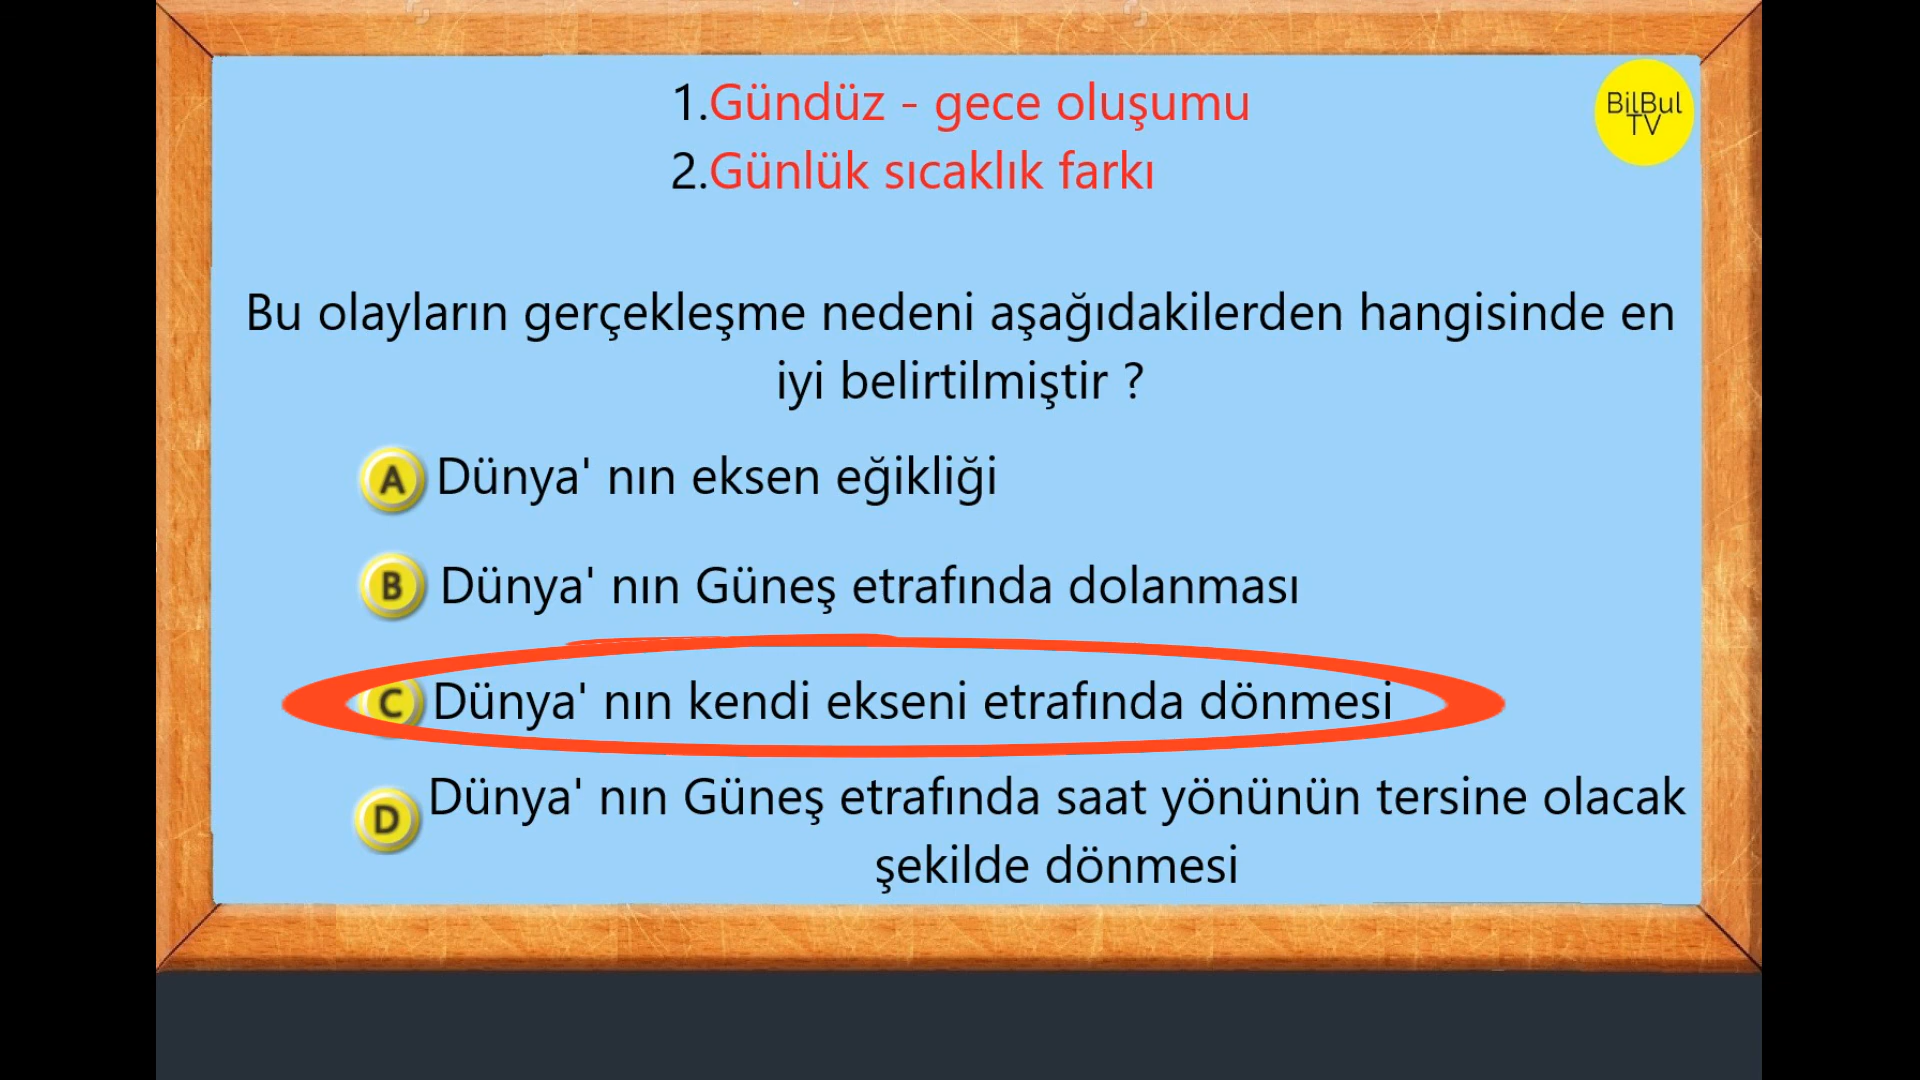 1.Gündüz - gece oluşumu
2.Günlük sıcaklık farkı
BilBul
TV
Bu olayların gerçekleşme nedeni aşağıdakilerden hangisinde en
iyi belirtilmiştir ?
A Dünya' nın eksen eğikliği
B Dünya' nın Güneş etrafında dolanması
C Dünya' nın kendi ekseni etrafında dönmesi
D Dünya' nın Güneş etrafında saat yönünün tersine olacak
şekilde dönmesi